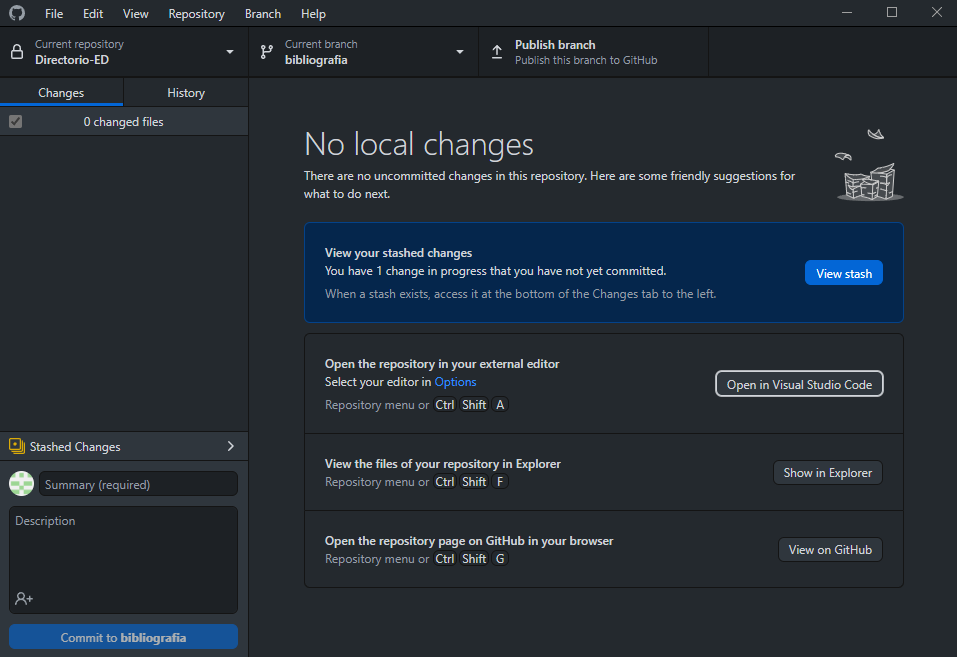 File Edit View Repository Branch Help
Current repository
Directorio-ED
Current branch
bibliografia
Publish branch
Publish this branch to GitHub
Changes History
0 changed files
No local changes
There are no uncommitted changes in this repository. Here are some friendly suggestions for
what to do next.
View your stashed changes
You have 1 change in progress that you have not yet committed.
When a stash exists, access it at the bottom of the Changes tab to the left.
View stash
Open the repository in your external editor
Select your editor in Options
Repository menu or Ctrl Shift A
Open in Visual Studio Code
View the files of your repository in Explorer
Repository menu or Ctrl Shift F
Show in Explorer
Open the repository page on GitHub in your browser
Repository menu or Ctrl Shift G
View on GitHub
Stashed Changes
Summary (required)
Description
Commit to bibliografia